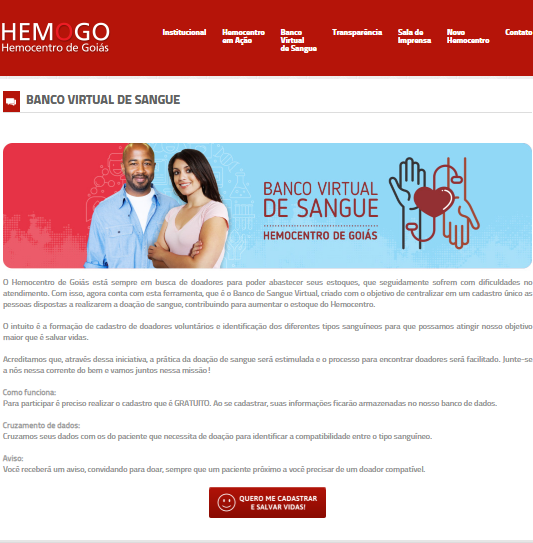 HEMOGO
Hemocentro de Goiás
Institucional
Hemocentro
em Ação
Banco
Virtual
de Sangue
Transparência
Sala de
Imprensa
Novo
Hemocentro
Contato
BANCO VIRTUAL DE SANGUE
BANCO VIRTUAL
DE SANGUE
HEMOCENTRO DE GOIÁS
O Hemocentro de Goiás está sempre em busca de doadores para poder abastecer seus estoques, que seguidamente sofrem com dificuldades no
atendimento. Com isso, agora conta com esta ferramenta, que é o Banco de Sangue Virtual, criado com o objetivo de centralizar em um cadastro único as
pessoas dispostas a realizarem a doação de sangue, contribuindo para aumentar o estoque do Hemocentro.
O intuito é a formação de cadastro de doadores voluntários e identificação dos diferentes tipos sanguíneos para que possamos atingir nosso objetivo
maior que é salvar vidas.
Acreditamos que, através dessa iniciativa, a prática da doação de sangue será estimulada e o processo para encontrar doadores será facilitado. Junte-se
a nós nessa corrente do bem e vamos juntos nessa missão!
Como funciona:
Para participar é preciso realizar o cadastro que é GRATUITO. Ao se cadastrar, suas informações ficarão armazenadas no nosso banco de dados.
Cruzamento de dados:
Cruzamos seus dados com os do paciente que necessita de doação para identificar a compatibilidade entre o tipo sanguíneo.
Aviso:
Você receberá um aviso, convidando para doar, sempre que um paciente próximo a você precisar de um doador compatível.
QUERO ME CADASTRAR
E SALVAR VIDAS!